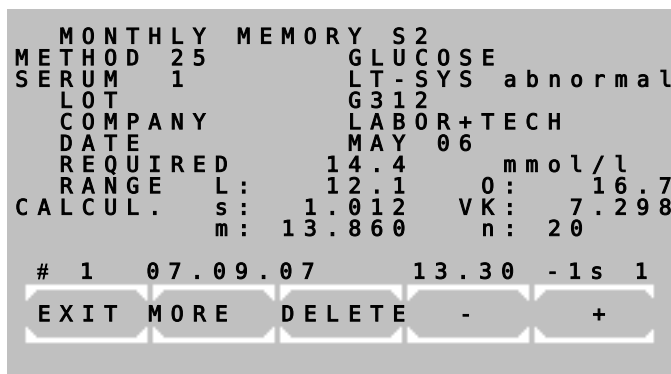 MONTHLY MEMORY S2
METHOD 25 GLUCOSE
SERUM 1 LT-SYS abnormal
LOT G312
COMPANY LABOR+TECH
DATE MAY 06
REQUIRED 14.4 mmol/l
RANGE L: 12.1 O: 16.7
CALCUL. s: 1.012 VK: 7.298
m: 13.860 n: 20
# 1 07.09.07 13.30 -1s 1
EXIT MORE DELETE - +